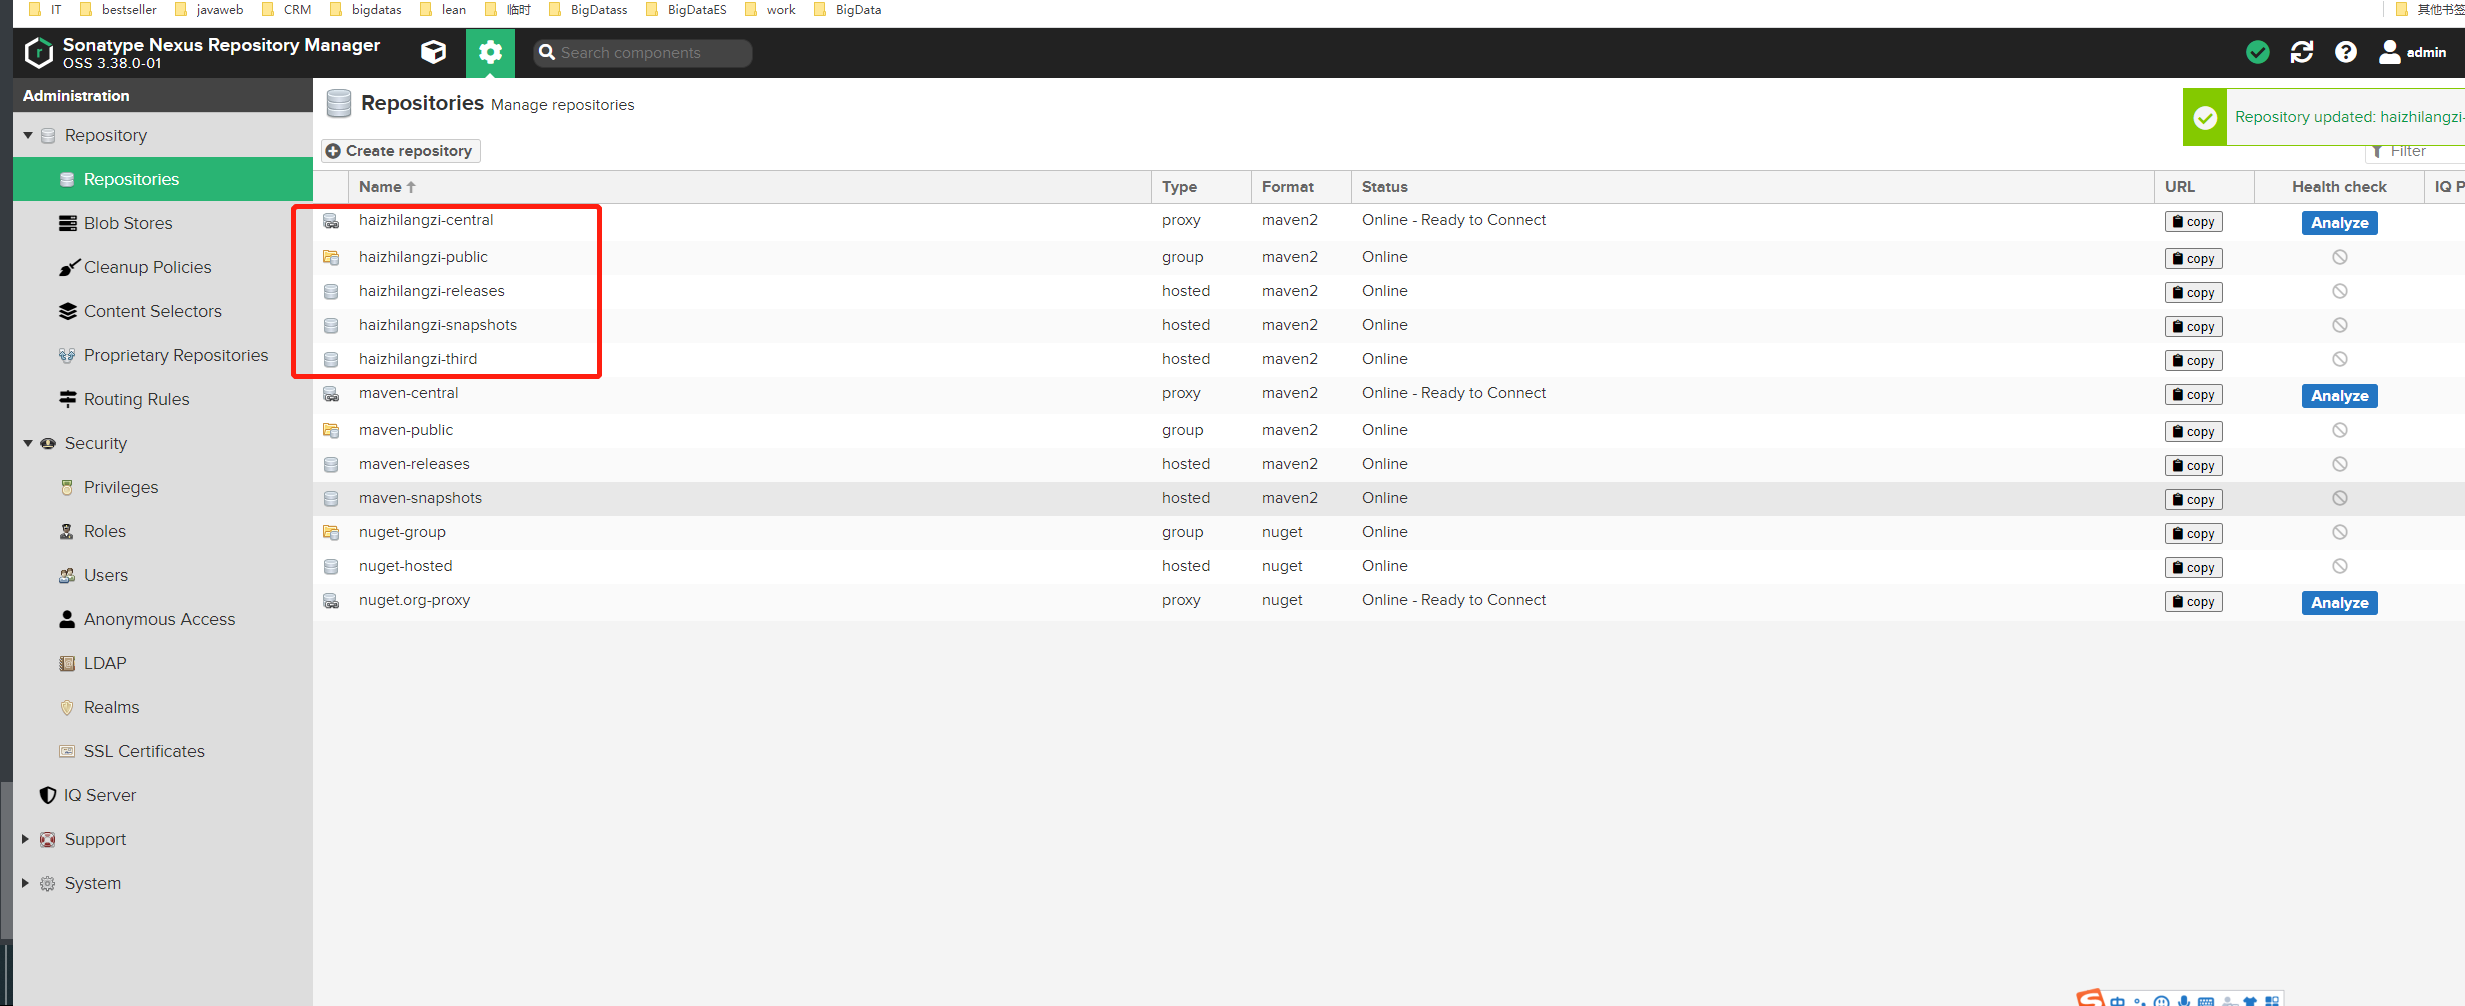 IT bestseller javaweb CRM bigdatas lean 临时 BigDatass BigDataES work BigData 其他书签
Sonatype Nexus Repository Manager
OSS 3.38.0-01
Search components
admin
Administration
Repositories Manage repositories
Repository updated: haizhilangzi-
Repository
Create repository
Filter
Repositories
Name Type Format Status URL Health check IQ P
Blob Stores
Cleanup Policies
Content Selectors
Proprietary Repositories
Routing Rules
Security
Privileges
Roles
Users
Anonymous Access
LDAP
Realms
SSL Certificates
IQ Server
Support
System
haizhilangzi-central proxy maven2 Online - Ready to Connect copy Analyze
haizhilangzi-public group maven2 Online copy
haizhilangzi-releases hosted maven2 Online copy
haizhilangzi-snapshots hosted maven2 Online copy
haizhilangzi-third hosted maven2 Online copy
maven-central proxy maven2 Online - Ready to Connect copy Analyze
maven-public group maven2 Online copy
maven-releases hosted maven2 Online copy
maven-snapshots hosted maven2 Online copy
nuget-group group nuget Online copy
nuget-hosted hosted nuget Online copy
nuget.org-proxy proxy nuget Online - Ready to Connect copy Analyze
中